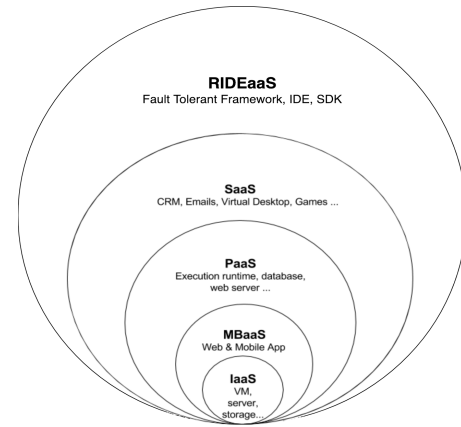 RIDEaaS
Fault Tolerant Framework, IDE, SDK
SaaS
CRM, Emails, Virtual Desktop, Games ...
PaaS
Execution runtime, database,
web server ...
MBaaS
Web & Mobile App
IaaS
VM,
server,
storage...